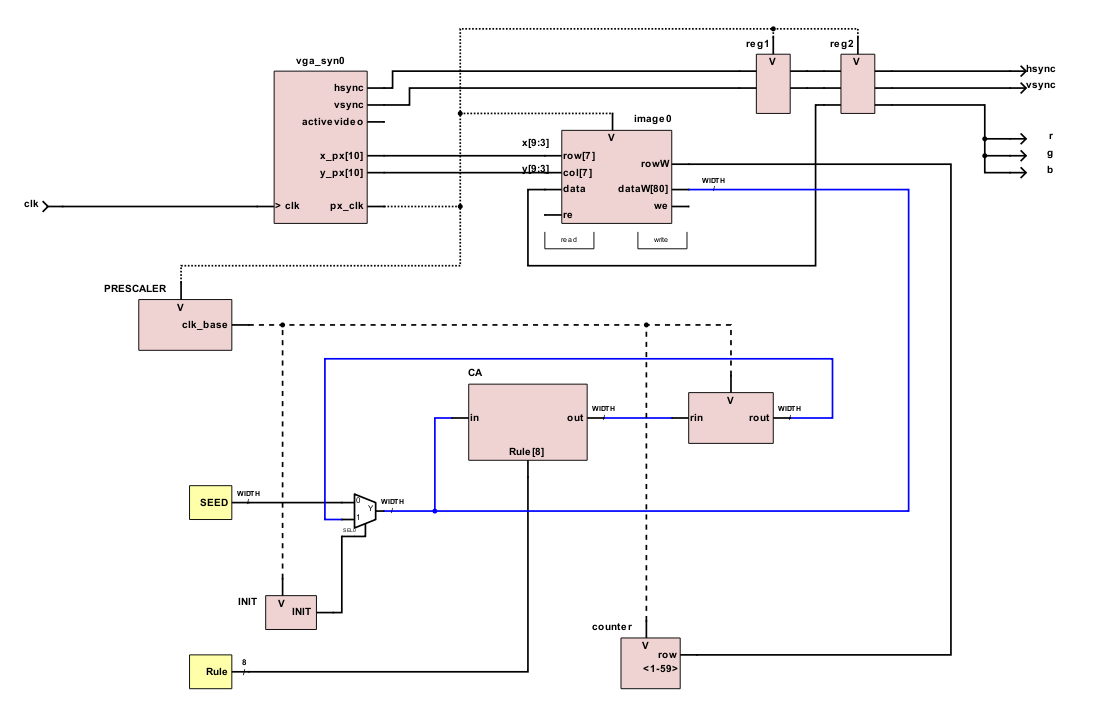 reg1
reg2
V
V
vga_syn0
hsync
vsync
hsync
vsync
activevideo
image0
V
x[9:3]
r
x_px[10]
row[7]
rowW
g
y_px[10]
y[9:3]
col[7]
WIDTH
b
data
dataW[80]
clk
> clk
px_clk
we
re
read
write
PRESCALER
V
clk_base
CA
V
in
out
WIDTH
rin
rout
WIDTH
Rule[8]
SEED
WIDTH
0
1
Y
WIDTH
SEL0
INIT
V
INIT
counter
V
row
<1-59>
Rule
8